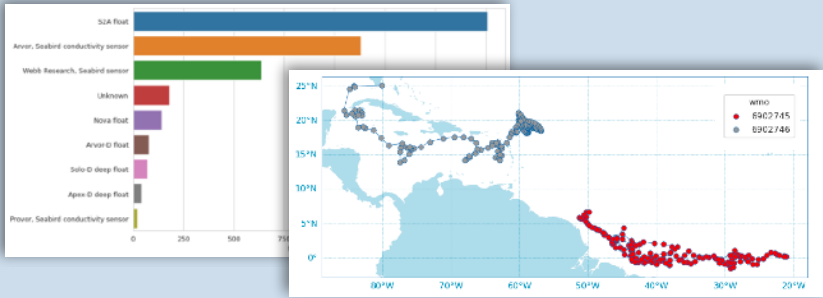 S2A float
Arvor, Seabird conductivity sensor
Webb Research, Seabird sensor
Unknown
Nova float
Arvor-D float
Solo-D deep float
Apex-D deep float
Provor, Seabird conductivity sensor
0
250
500
25°N
20°N
15°N
10°N
5°N
0°
80°W
70°W
60°W
50°W
40°W
30°W
20°W
wmo
6902745
6902746